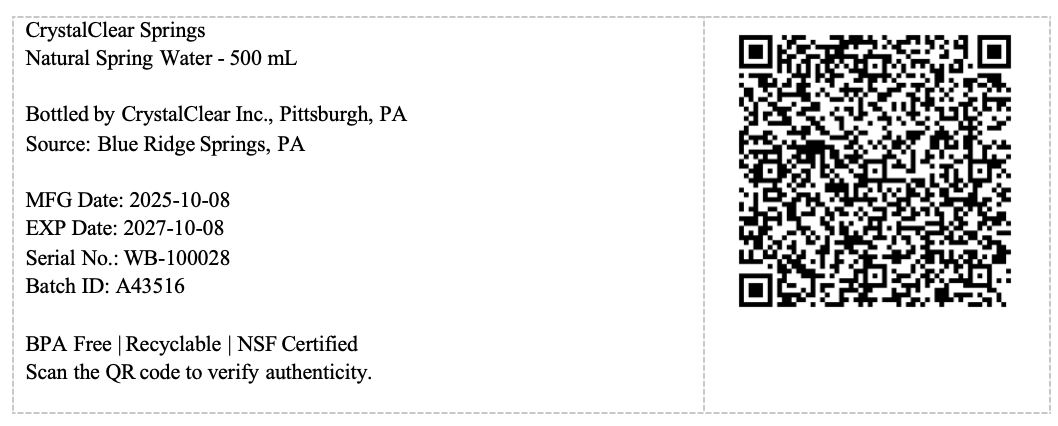 CrystalClear Springs
Natural Spring Water - 500 mL
Bottled by CrystalClear Inc., Pittsburgh, PA
Source: Blue Ridge Springs, PA
MFG Date: 2025-10-08
EXP Date: 2027-10-08
Serial No.: WB-100028
Batch ID: A43516
BPA Free | Recyclable | NSF Certified
Scan the QR code to verify authenticity.